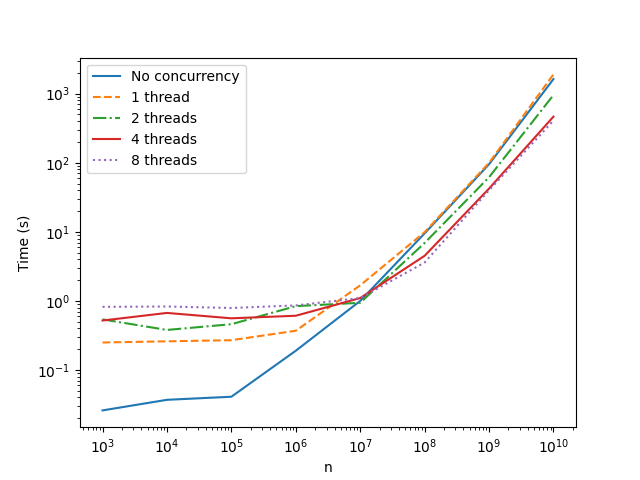 No concurrency
1 thread
2 threads
4 threads
8 threads
Time (s)
10³
10²
10¹
10⁰
10⁻¹
10³ 10⁴ 10⁵ 10⁶ 10⁷ 10⁸ 10⁹ 10¹⁰
n